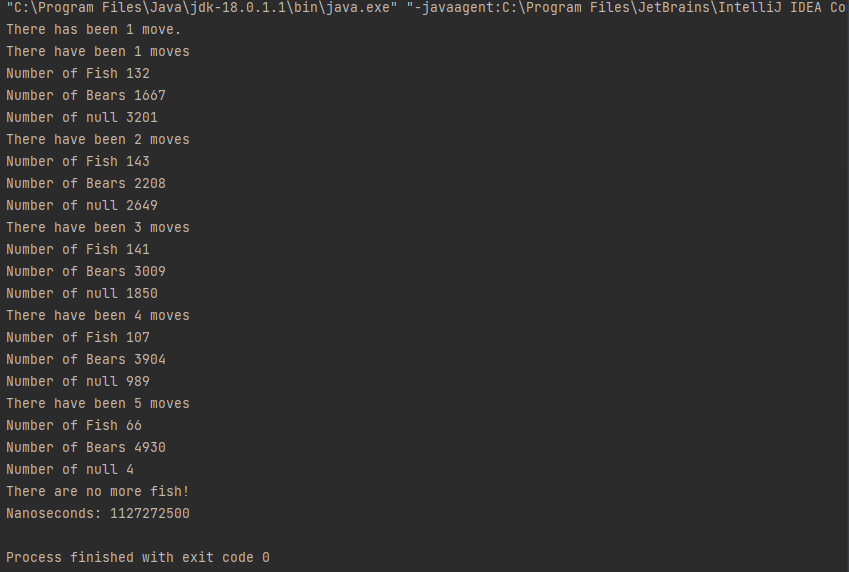 "C:\Program Files\Java\jdk-18.0.1.1\bin\java.exe" "-javaagent:C:\Program Files\JetBrains\IntelliJ IDEA Co
There has been 1 move.
There have been 1 moves
Number of Fish 132
Number of Bears 1667
Number of null 3201
There have been 2 moves
Number of Fish 143
Number of Bears 2208
Number of null 2649
There have been 3 moves
Number of Fish 141
Number of Bears 3009
Number of null 1850
There have been 4 moves
Number of Fish 107
Number of Bears 3904
Number of null 989
There have been 5 moves
Number of Fish 66
Number of Bears 4930
Number of null 4
There are no more fish!
Nanoseconds: 1127272500
Process finished with exit code 0